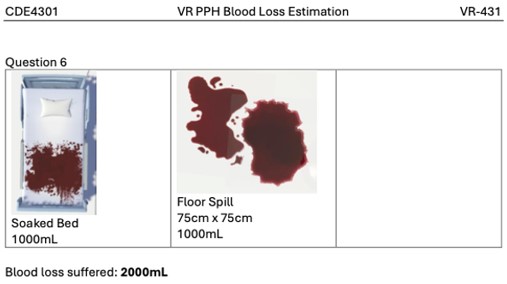 CDE4301 VR PPH Blood Loss Estimation VR-431
Question 6
Soaked Bed
1000mL
Floor Spill
75cm x 75cm
1000mL
Blood loss suffered: 2000mL